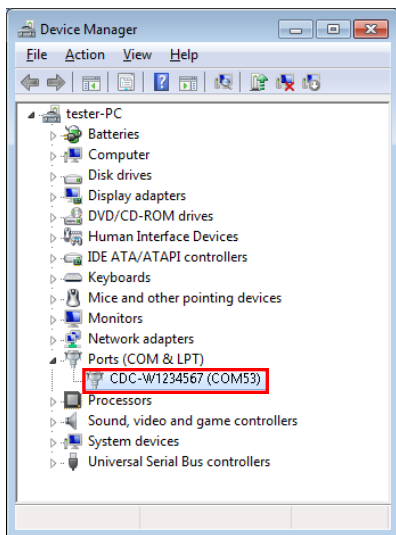 Device Manager
File Action View Help
tester-PC
Batteries
Computer
Disk drives
Display adapters
DVD/CD-ROM drives
Human Interface Devices
IDE ATA/ATAPI controllers
Keyboards
Mice and other pointing devices
Monitors
Network adapters
Ports (COM & LPT)
CDC-W1234567 (COM53)
Processors
Sound, video and game controllers
System devices
Universal Serial Bus controllers